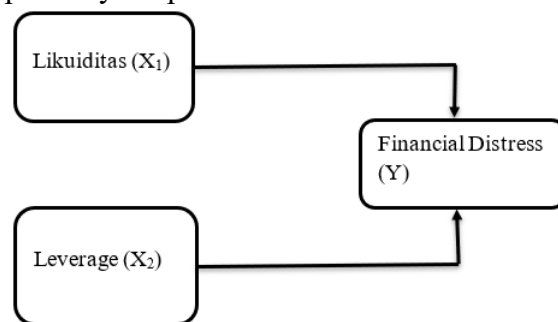 Likuiditas (X₁)
Financial Distress
(Y)
Leverage (X₂)